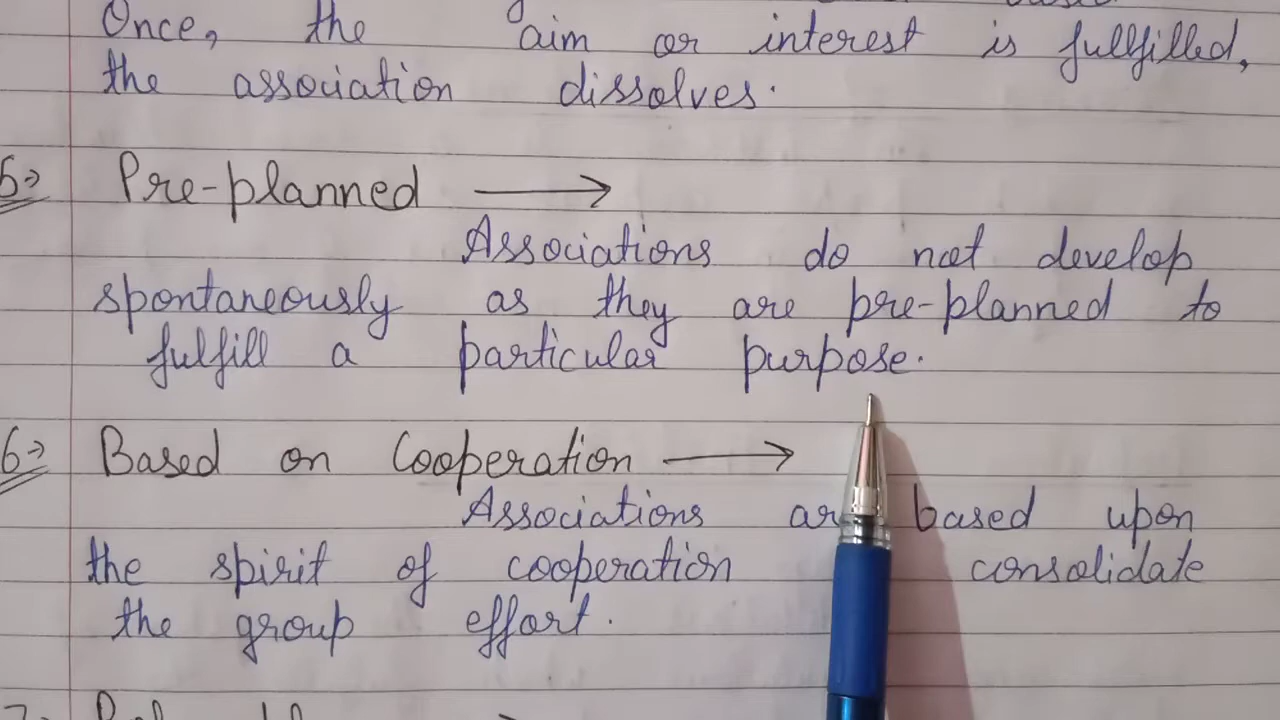 Once, the aim or interest is fullfilled,
the association dissolves.
5=> Pre-planned →
Associations do not develop
spontaneously as they are pre-planned to
fulfill a particular purpose.
6=> Based on Cooperation →
Associations are based upon
the spirit of cooperation consolidate
the group effort.